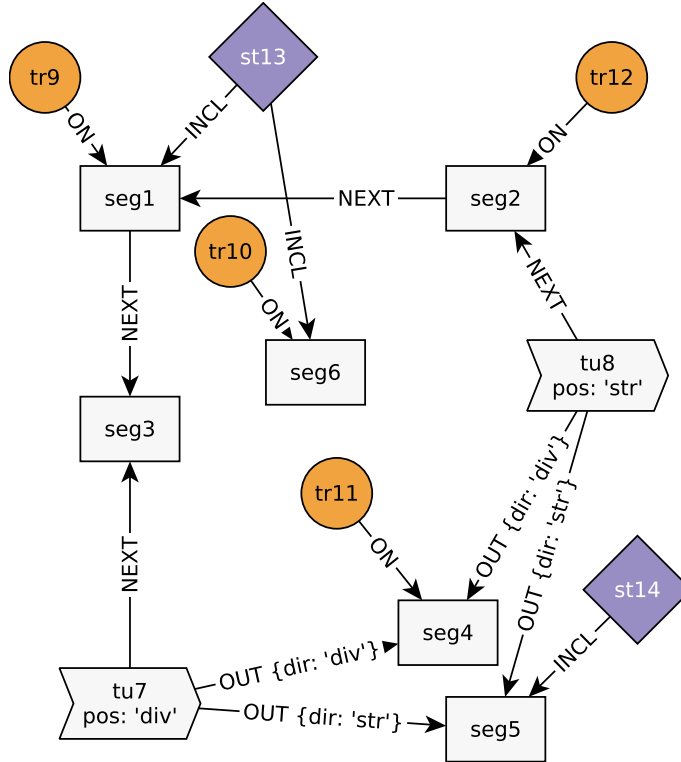 st13
tr9
tr12
ON
INCL
ON
seg1
NEXT
seg2
tr10
INCL
NEXT
NEXT
ON
seg6
tu8
pos: 'str'
seg3
OUT {dir: 'div'}
tr11
OUT {dir: 'str'}
ON
NEXT
st14
seg4
INCL
OUT {dir: 'div'}
tu7
pos: 'div'
OUT {dir: 'str'}
seg5